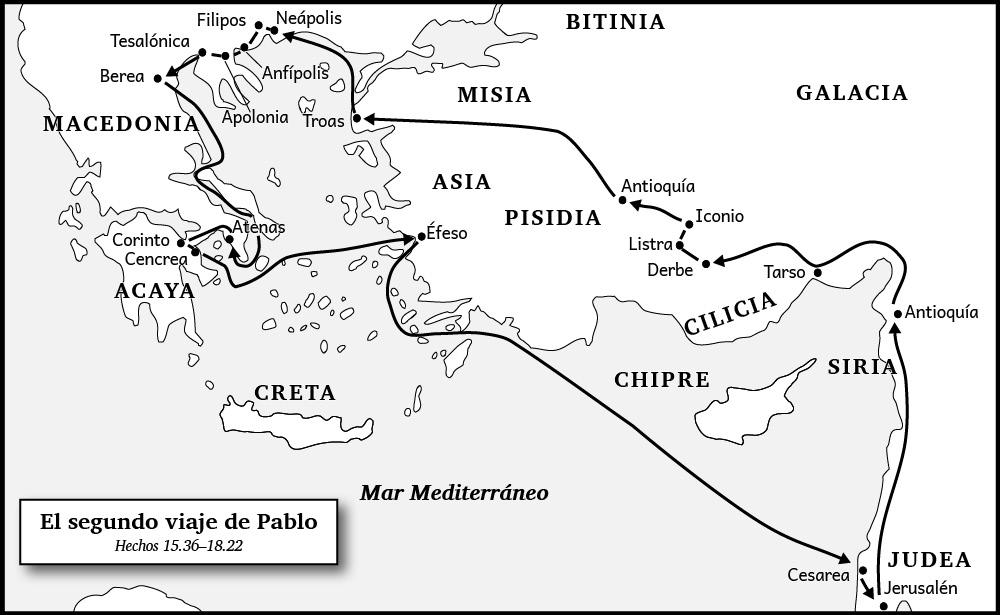 BITINIA
Neápolis
Filipos
Tesalónica
Anfípolis
Berea
MISIA
GALACIA
Apolonia
Troas
MACEDONIA
ASIA
Antioquía
PISIDIA
Iconio
Atenas
Éfeso
Corinto
Listra
Cencrea
Derbe
Tarso
ACAYA
CILICIA
Antioquía
SIRIA
CHIPRE
CRETA
Mar Mediterráneo
El segundo viaje de Pablo
Hechos 15.36–18.22
JUDEA
Cesarea
Jerusalén